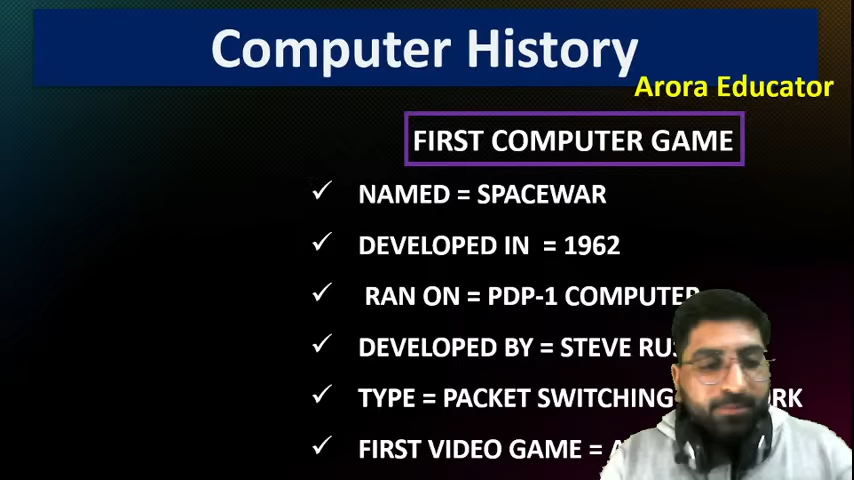 Computer History
Arora Educator
FIRST COMPUTER GAME
✓ NAMED = SPACEWAR
✓ DEVELOPED IN = 1962
✓ RAN ON = PDP-1 COMPUTER
✓ DEVELOPED BY = STEVE
✓ TYPE = PACKET SWITCHING
✓ FIRST VIDEO GAME =